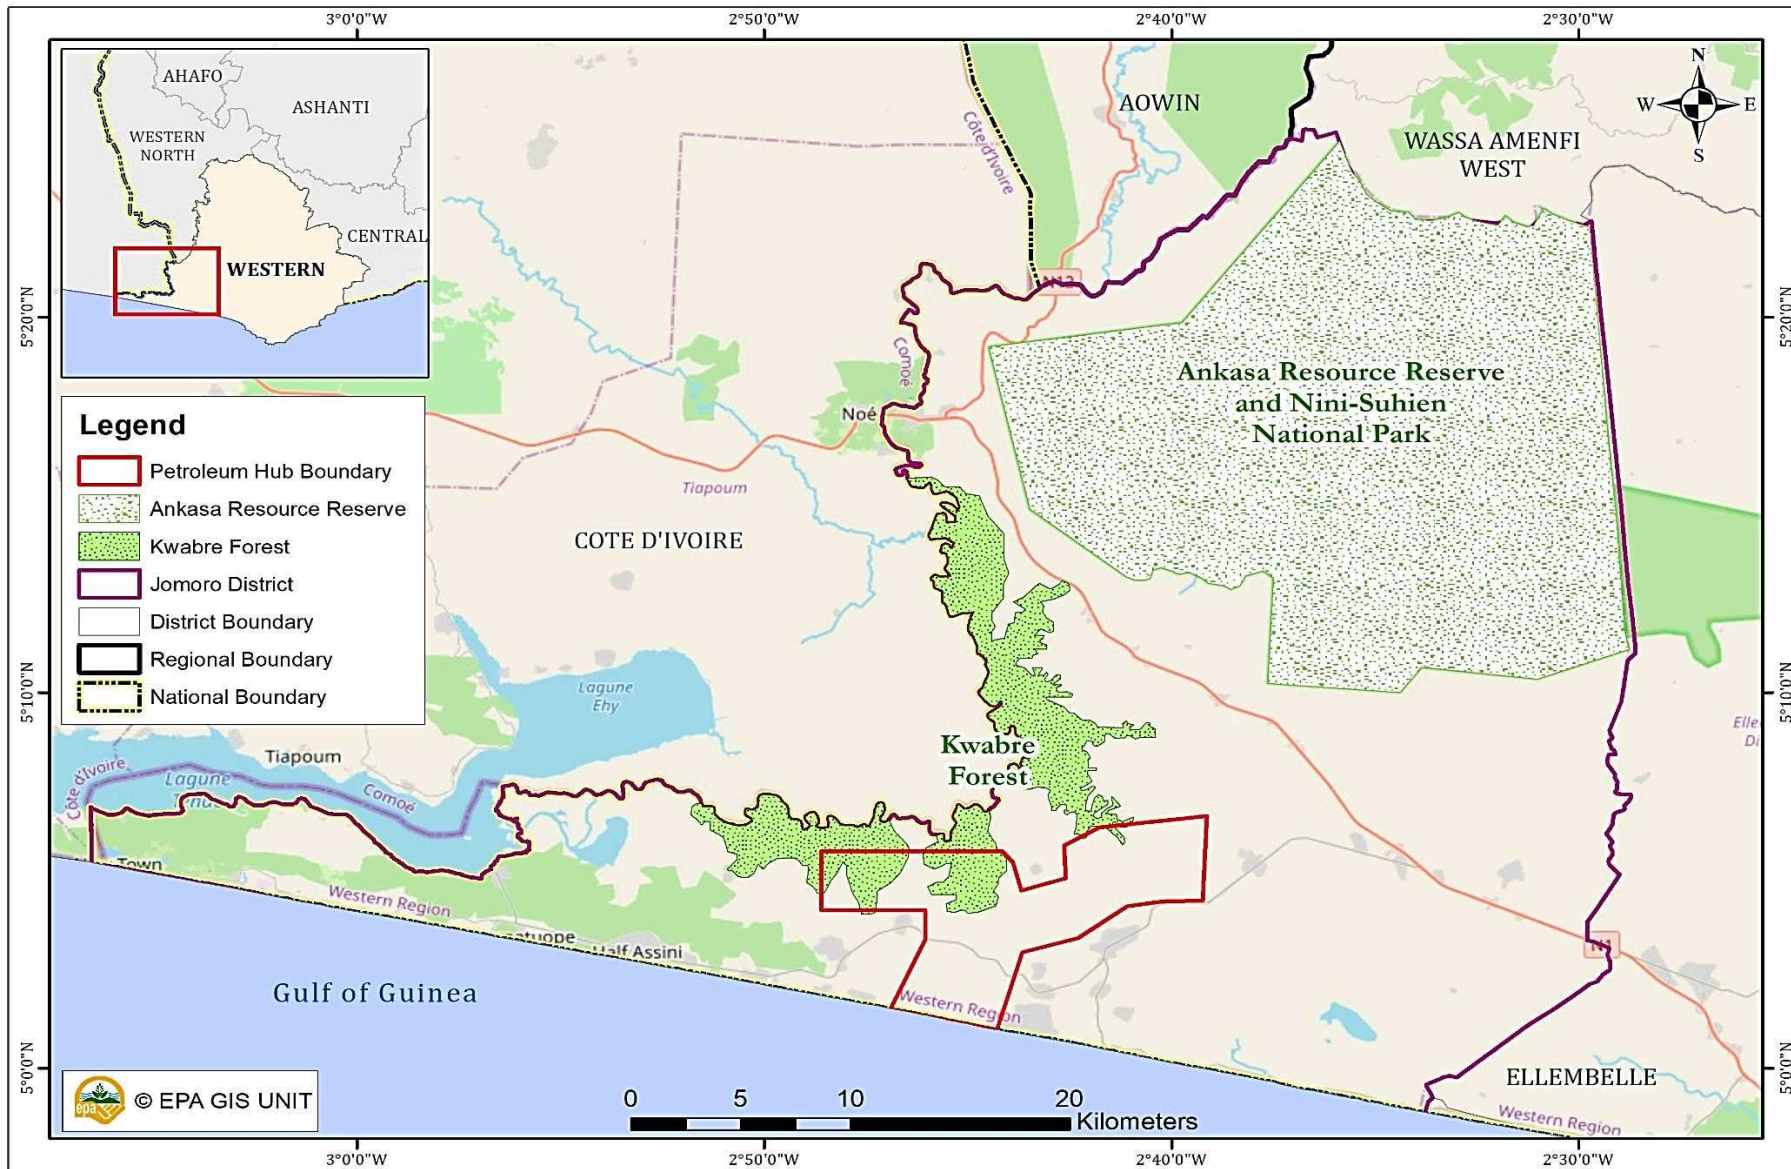 3°0'0"W
2°50'0"W
2°40'0"W
2°30'0"W
5°20'0"N
5°10'0"N
5°0'0"N
5°20'0"N
5°10'0"N
5°0'0"N
AHAFO
ASHANTI
WESTERN
NORTH
CENTRAL
WESTERN
Legend
Petroleum Hub Boundary
Ankasa Resource Reserve
Kwabre Forest
Jomoro District
District Boundary
Regional Boundary
National Boundary
N
W
E
S
AOWIN
WASSA AMENFI
WEST
Côte d'Ivoire
N12
Comoé
Noé
Ankasa Resource Reserve
and Nini-Suhien
National Park
Tiapoum
COTE D'IVOIRE
Lagune
Ehy
Kwabre
Forest
Tiapoum
Côte d'Ivoire
Lagune
Comoé
Town
Western Region
Half Assini
Western Region
Gulf of Guinea
N1
ELLEMBELLE
Western Region
epa
© EPA GIS UNIT
0
5
10
20
Kilometers
3°0'0"W
2°50'0"W
2°40'0"W
2°30'0"W